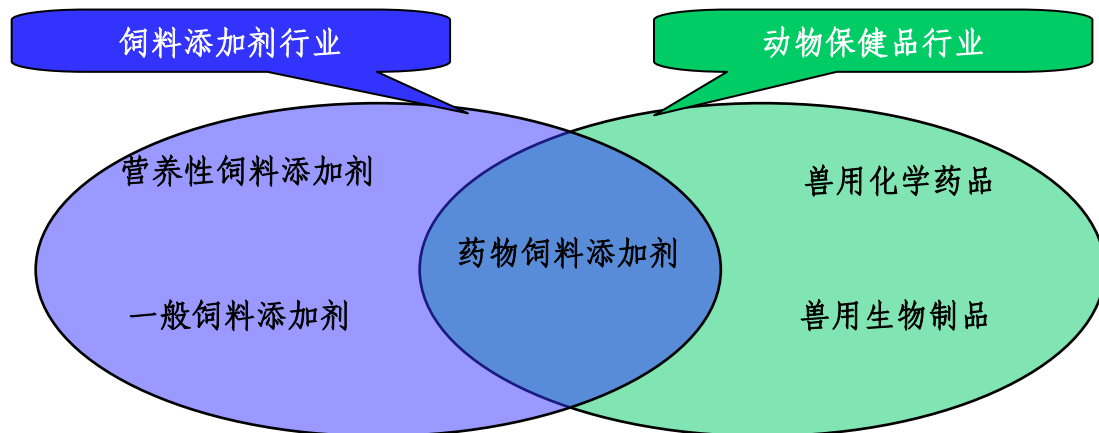 饲料添加剂行业
动物保健品行业
营养性饲料添加剂
兽用化学药品
药物饲料添加剂
一般饲料添加剂
兽用生物制品